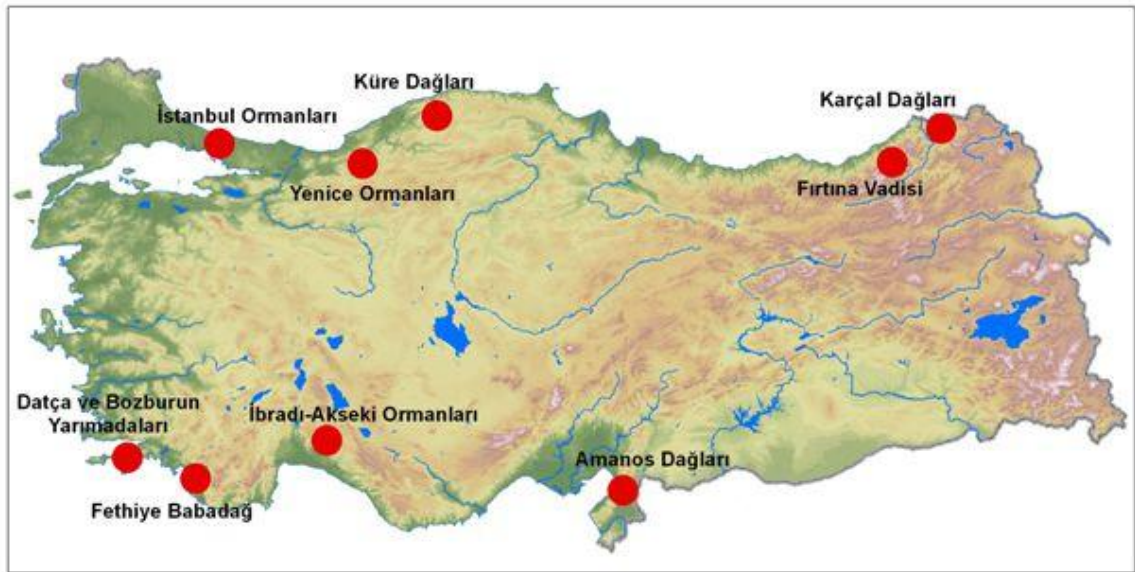 Küre Dağları
Karçal Dağları
İstanbul Ormanları
Yenice Ormanları
Fırtına Vadisi
Datça ve Bozburun
Yarımadaları
İbradı-Akseki Ormanları
Amanos Dağları
Fethiye Babadağ